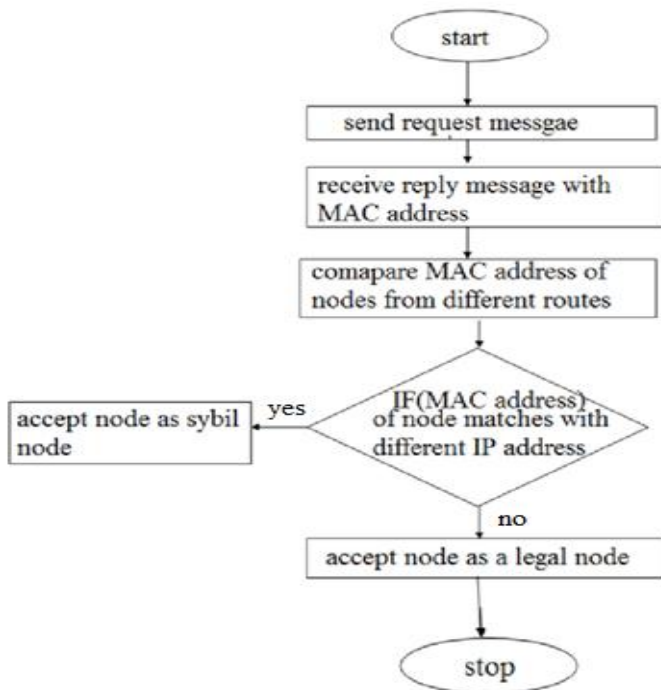 start
send request messgae
receive reply message with
MAC address
comapare MAC address of
nodes from different routes
IF(MAC address)
of node matches with
different IP address
yes
accept node as sybil
node
no
accept node as a legal node
stop